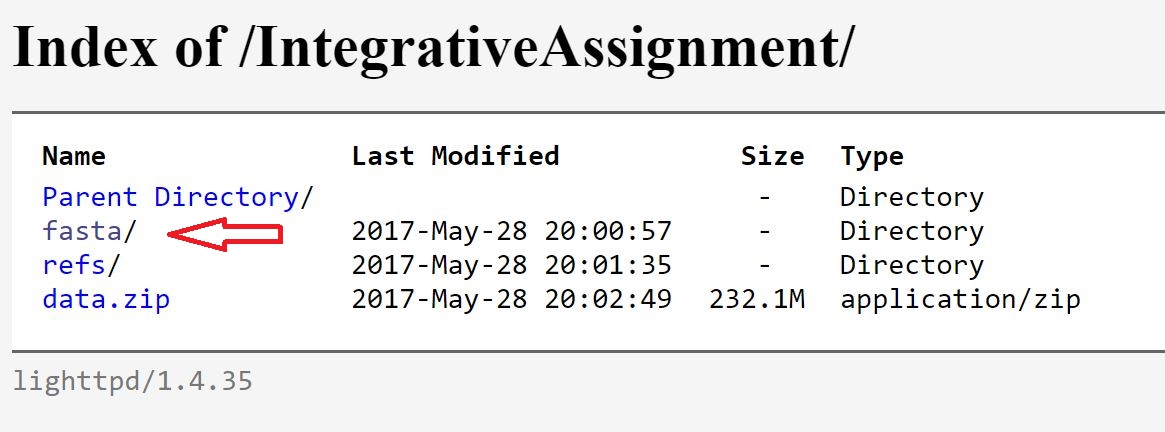 Index of /IntegrativeAssignment/
Name Last Modified Size Type
Parent Directory/ - Directory
fasta/ 2017-May-28 20:00:57 - Directory
refs/ 2017-May-28 20:01:35 - Directory
data.zip 2017-May-28 20:02:49 232.1M application/zip
lighttpd/1.4.35